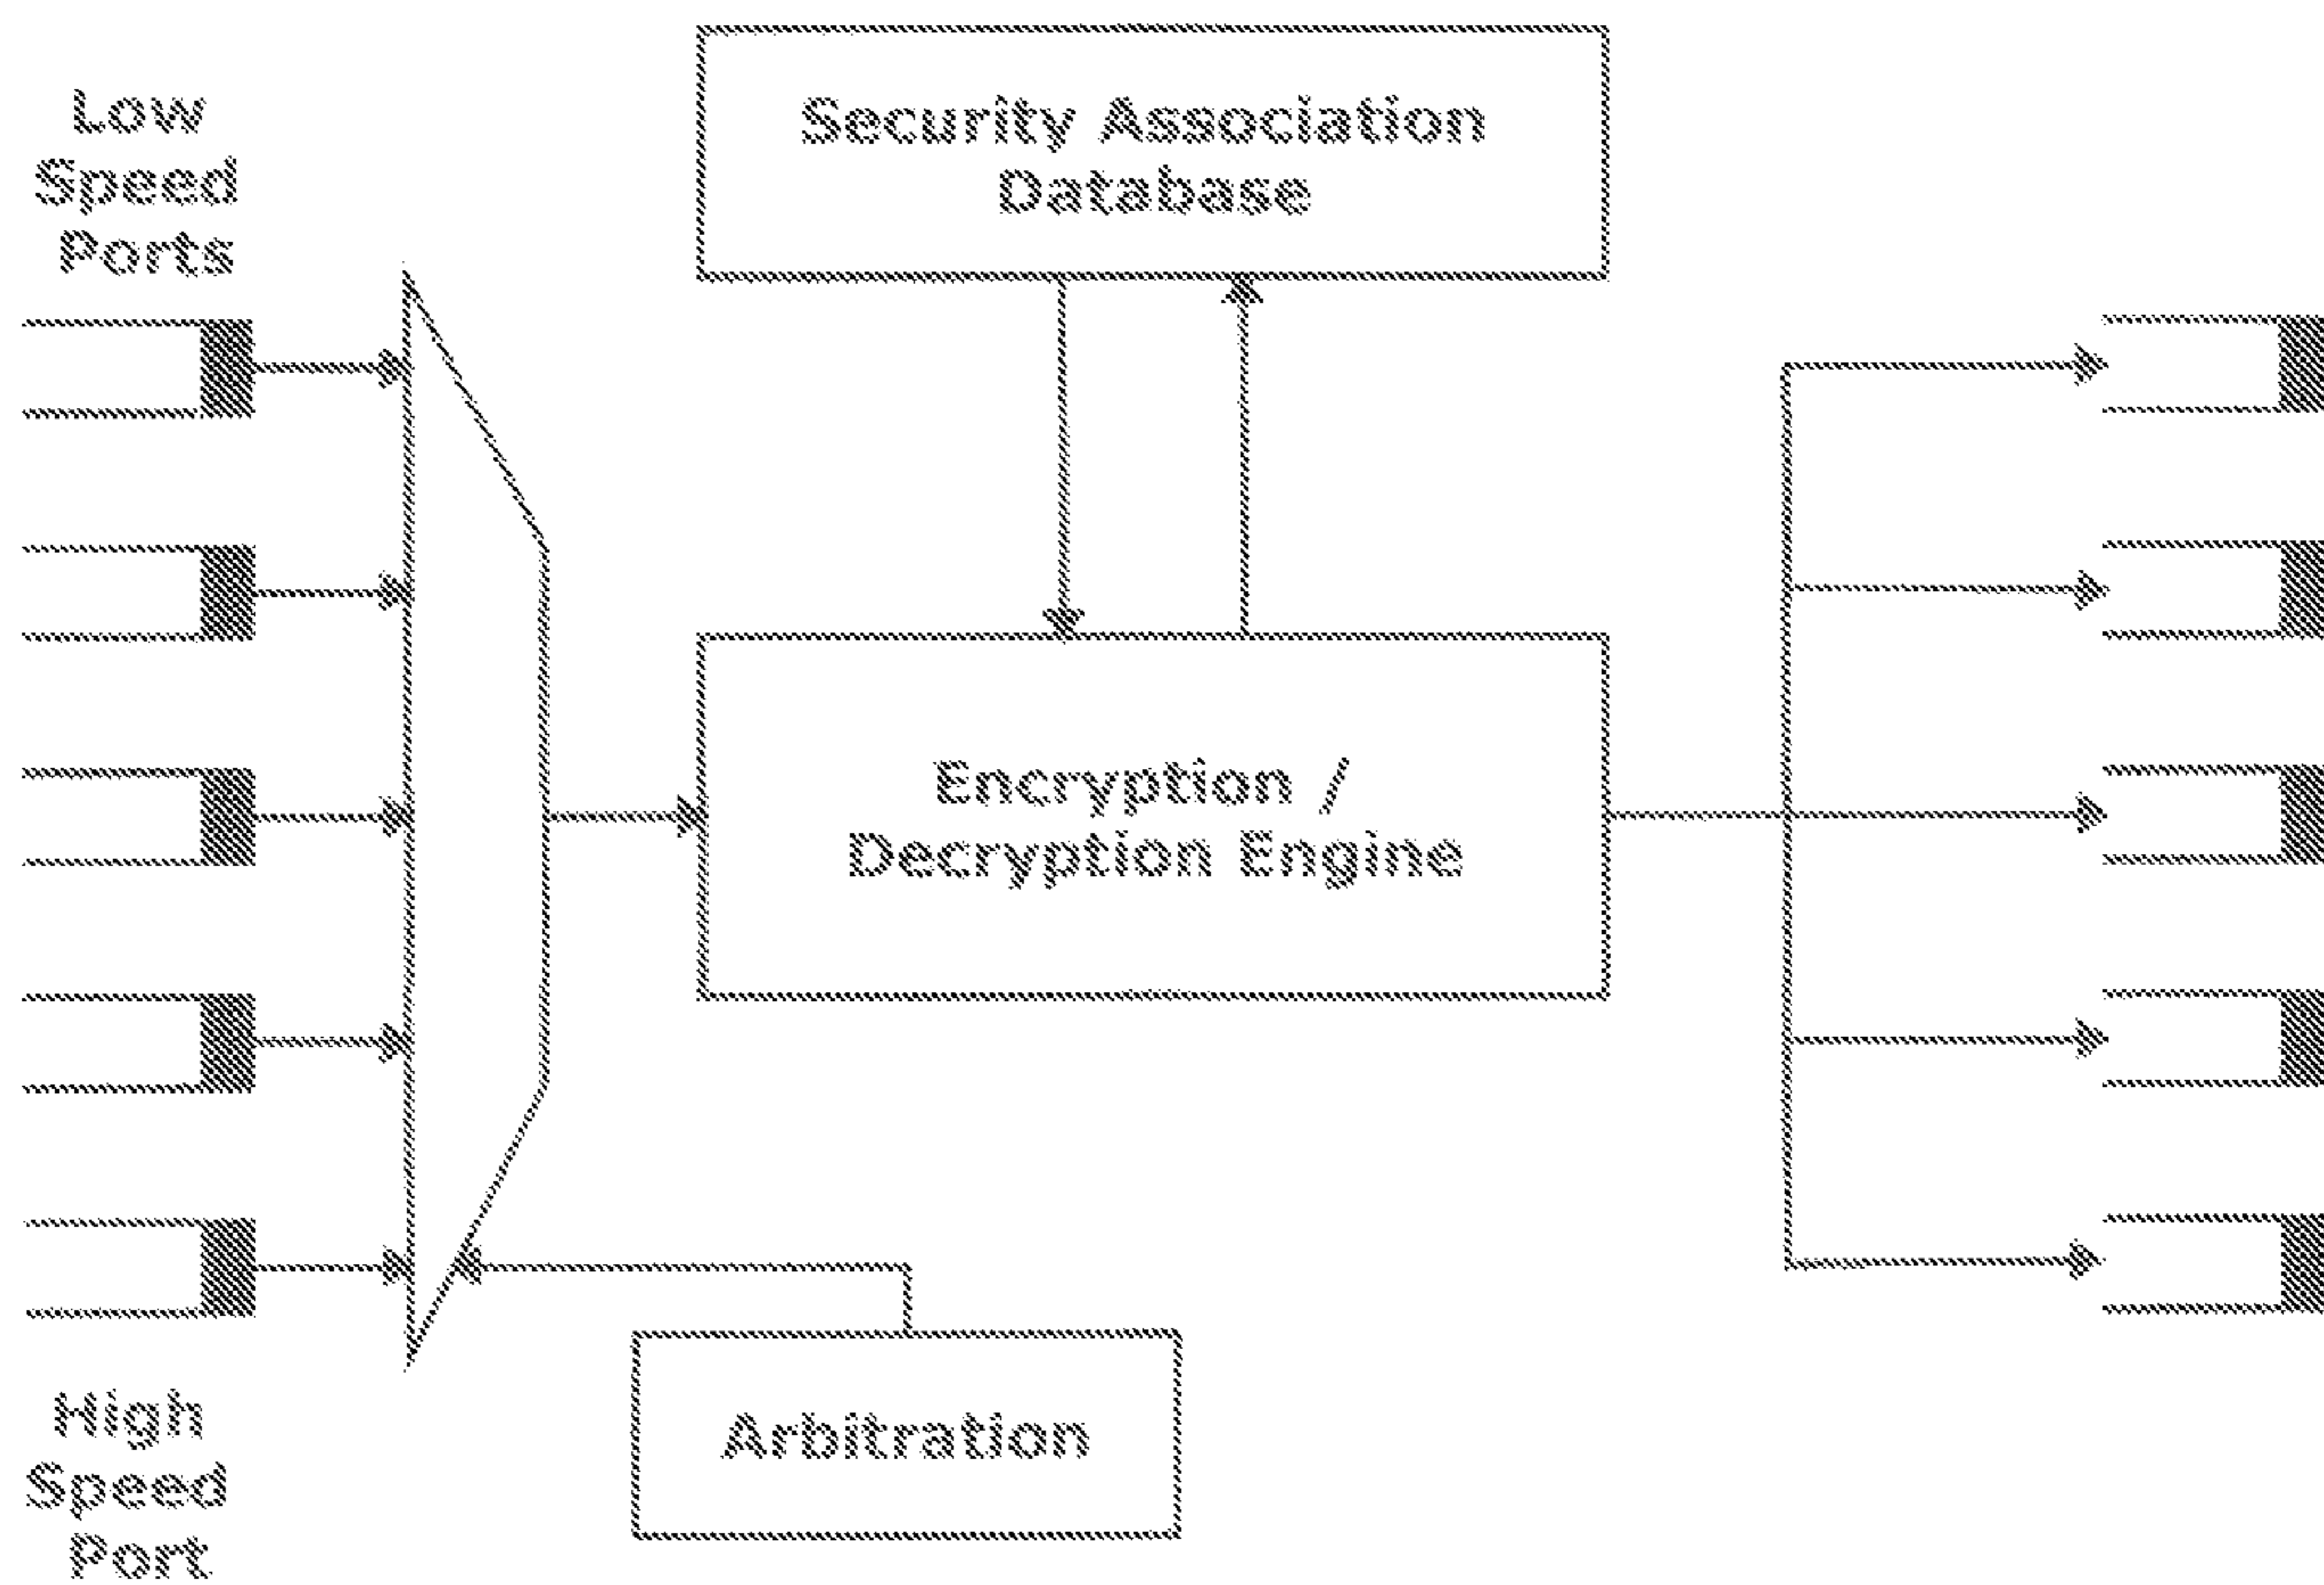 Low
Speed
Ports
Security Association
Database
Encryption /
Decryption Engine
Arbitration
High
Speed
Port